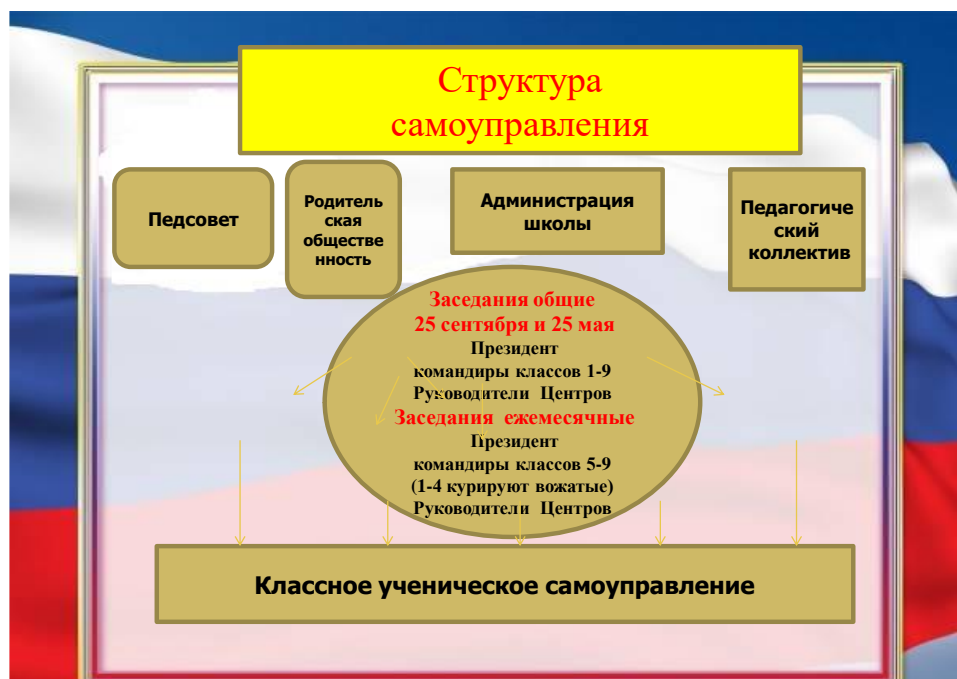 Структура
самоуправления
Педсовет
Родитель
ская
обществе
нность
Администрация
школы
Педагогиче
ский
коллектив
Заседания общие
25 сентября и 25 мая
Президент
командиры классов 1-9
Руководители Центров
Заседания ежемесячные
Президент
командиры классов 5-9
(1-4 курируют вожатые)
Руководители Центров
Классное ученическое самоуправление